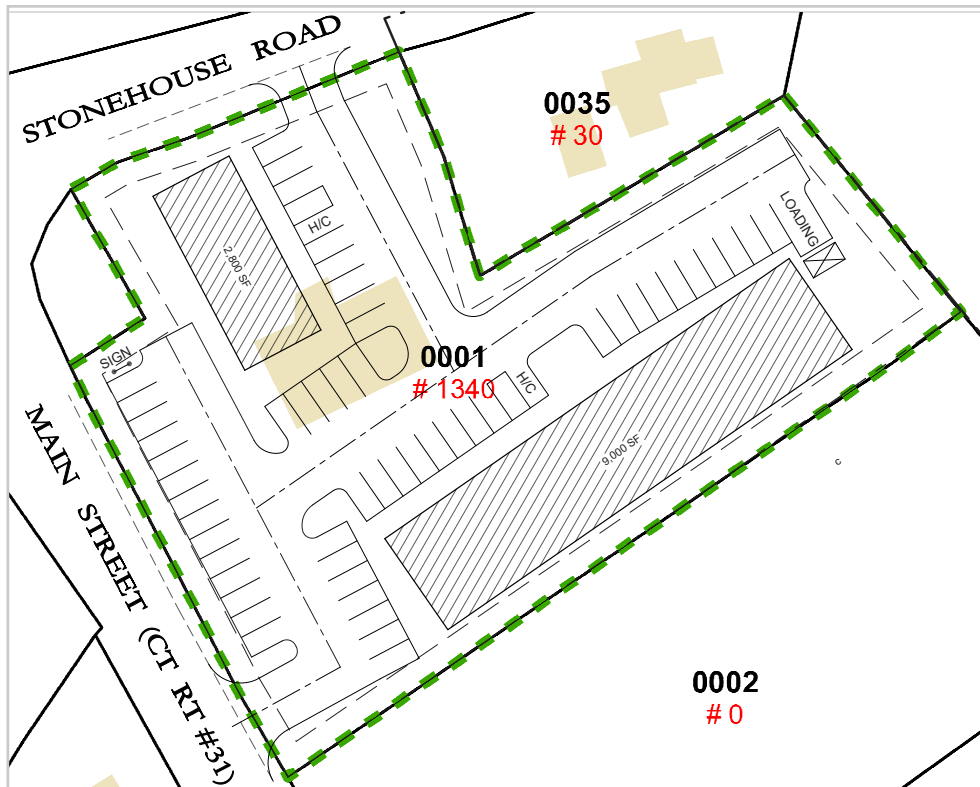 STONEHOUSE ROAD
0035
# 30
LOADING
H/C
2,800 SF
SIGN
0001
# 1340
H/C
9,000 SF
c
MAIN STREET (CT RT #31)
0002
# 0